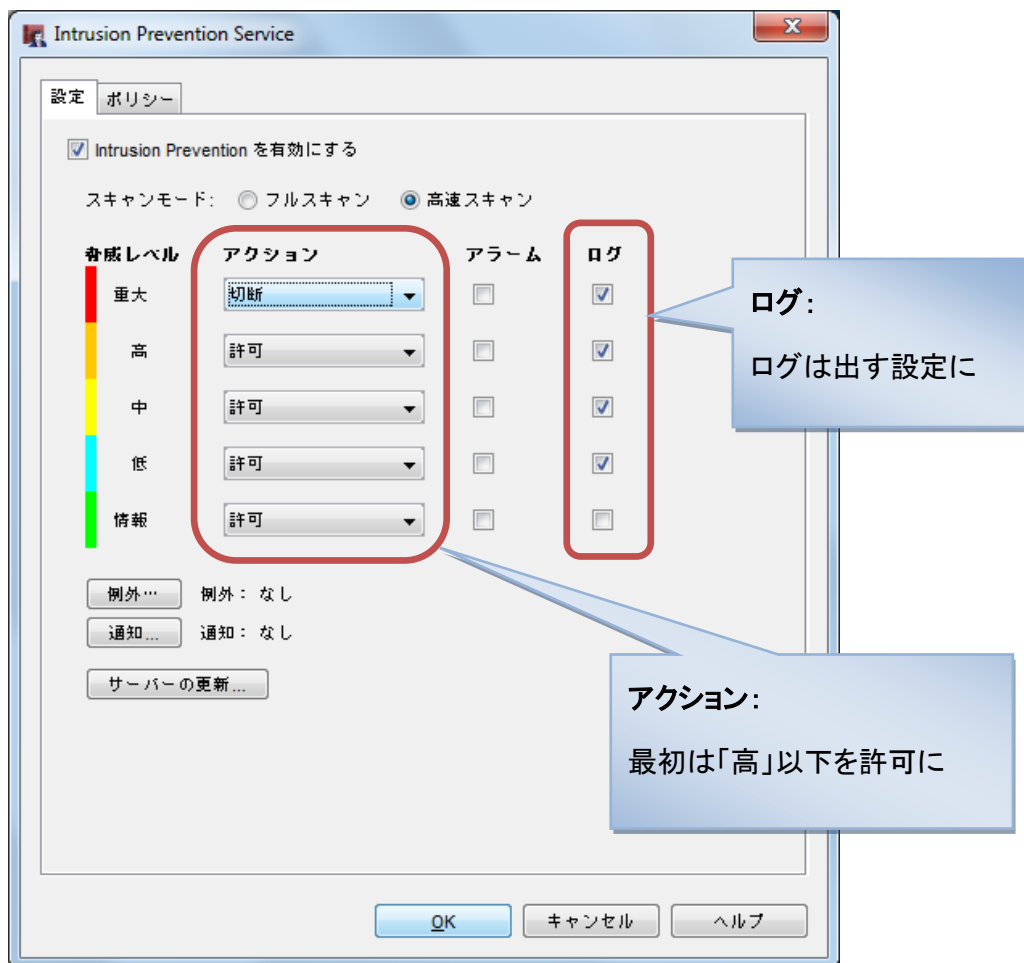 Intrusion Prevention Service
設定 ポリシー
Intrusion Prevention を有効にする
スキャンモード: フルスキャン 高速スキャン
脅威レベル アクション アラーム ログ
重大 切断
高 許可
中 許可
低 許可
情報 許可
ログ:
ログは出す設定に
例外… 例外: なし
通知... 通知: なし
サーバーの更新...
アクション:
最初は「高」以下を許可に
OK キャンセル ヘルプ